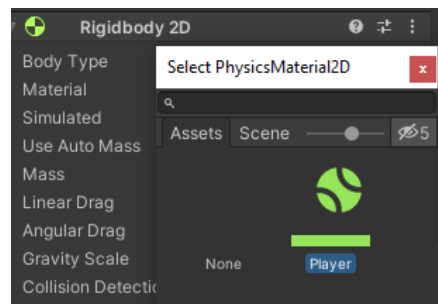 Rigidbody 2D
Body Type
Material
Simulated
Use Auto Mass
Mass
Linear Drag
Angular Drag
Gravity Scale
Collision Detectio
Select PhysicsMaterial2D
x
Assets Scene 5
None Player